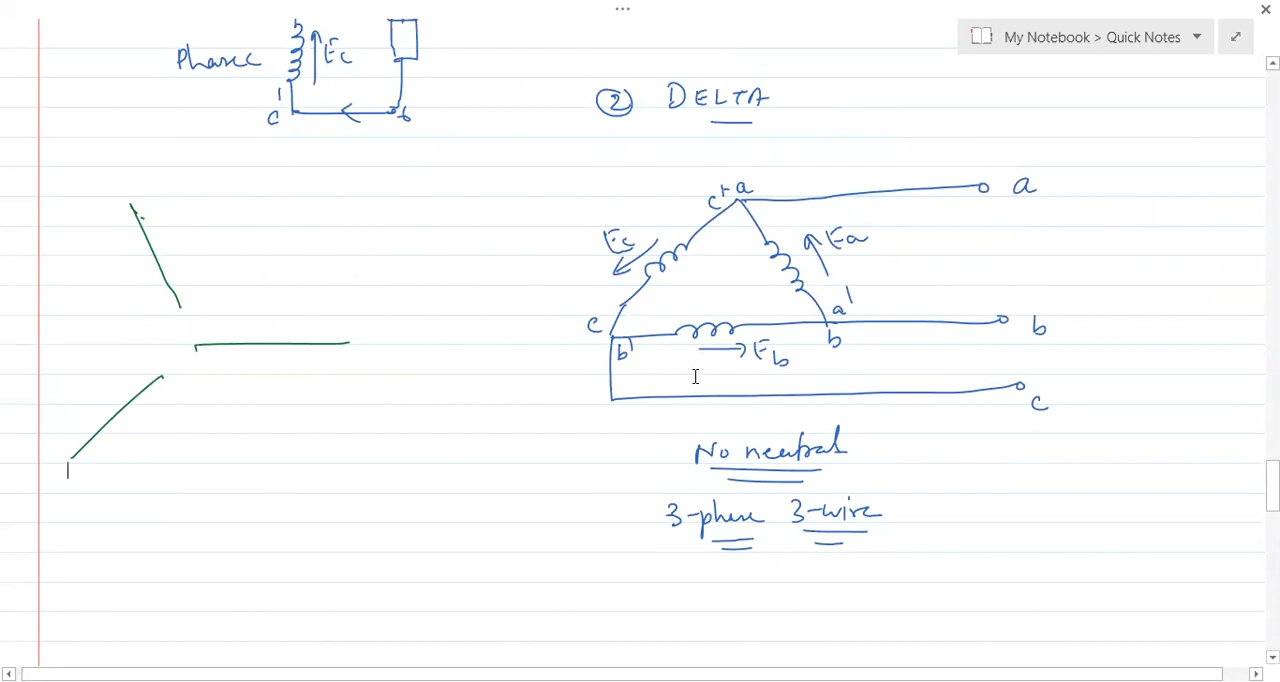 ...
My Notebook > Quick Notes
Phase c
Ec
c'
b
② DELTA
c' a
a
Ec
Ea
a'
c
b
b'
b
Eb
c
No neutral
3-phase 3-wire